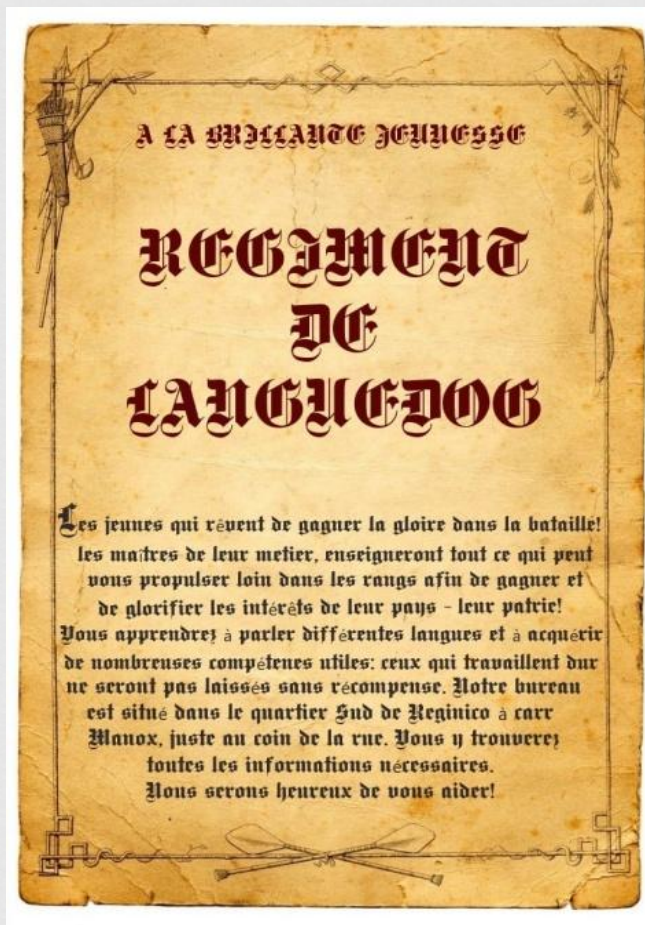 A LA BRILLANTE JEUNESSE
REGIMENT
DE
LANGUEDOG
Les jeunes qui rêvent de gagner la gloire dans la bataille!
les maîtres de leur metier, enseigneront tout ce qui peut
vous propulser loin dans les rangs afin de gagner et
de glorifier les intérêts de leur pays - leur patrie!
Vous apprendrez à parler différentes langues et à acquérir
de nombreuses compétenes utiles: ceux qui travaillent dur
ne seront pas laissés sans récompense. Notre bureau
est situé dans le quartier Sud de Reginico à carr
Manox, juste au coin de la rue. Vous y trouverez
toutes les informations nécessaires.
Nous serons heureux de vous aider!